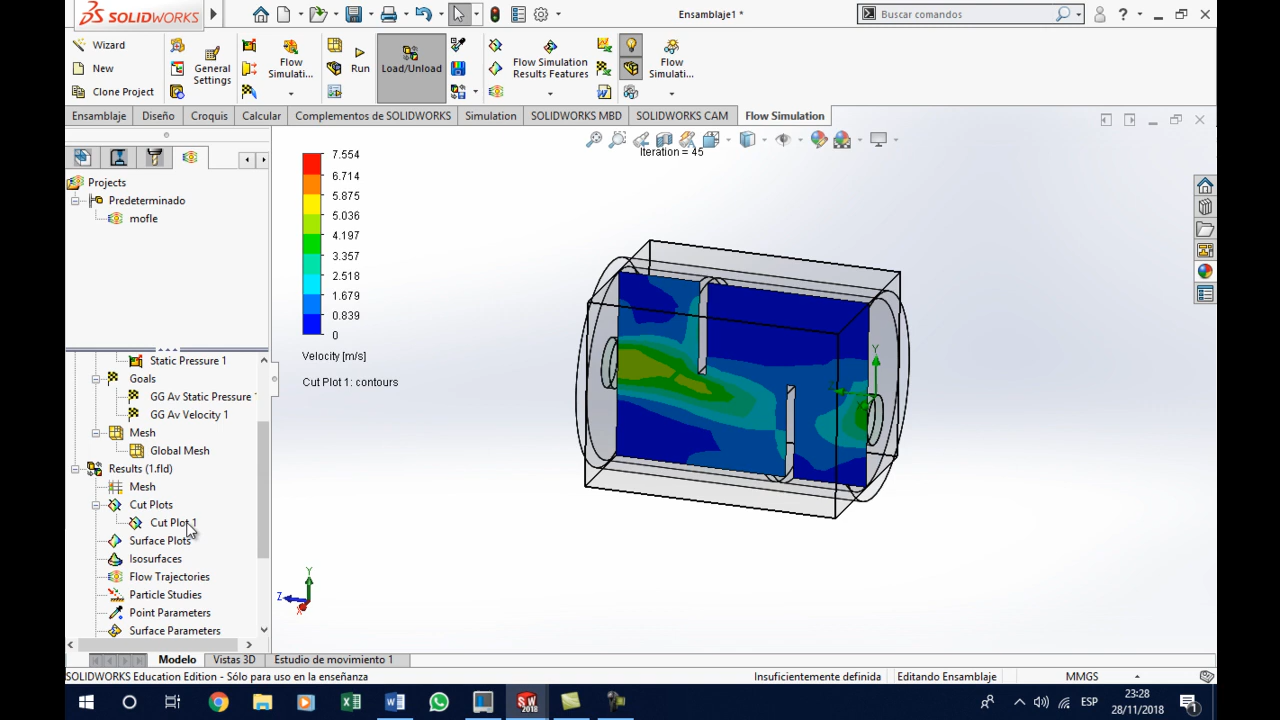 SOLIDWORKS
Ensamblaje1 *
Buscar comandos
?
Wizard
New
Clone Project
General
Settings
Flow
Simulati...
Run
Load/Unload
Flow Simulation
Results Features
Flow
Simulati...
Ensamblaje
Diseño
Croquis
Calcular
Complementos de SOLIDWORKS
Simulation
SOLIDWORKS MBD
SOLIDWORKS CAM
Flow Simulation
Projects
Predeterminado
mofle
Static Pressure 1
Goals
GG Av Static Pressure
GG Av Velocity 1
Mesh
Global Mesh
Results (1.fld)
Mesh
Cut Plots
Cut Plot 1
Surface Plots
Isosurfaces
Flow Trajectories
Particle Studies
Point Parameters
Surface Parameters
Iteration = 45
7.554
6.714
5.875
5.036
4.197
3.357
2.518
1.679
0.839
0
Velocity [m/s]
Cut Plot 1: contours
Y
Y
Z
X
Modelo
Vistas 3D
Estudio de movimiento 1
SOLIDWORKS Education Edition - Sólo para uso en la enseñanza
Insuficientemente definida
Editando Ensamblaje
MMGS
ESP
23:28
28/11/2018
1